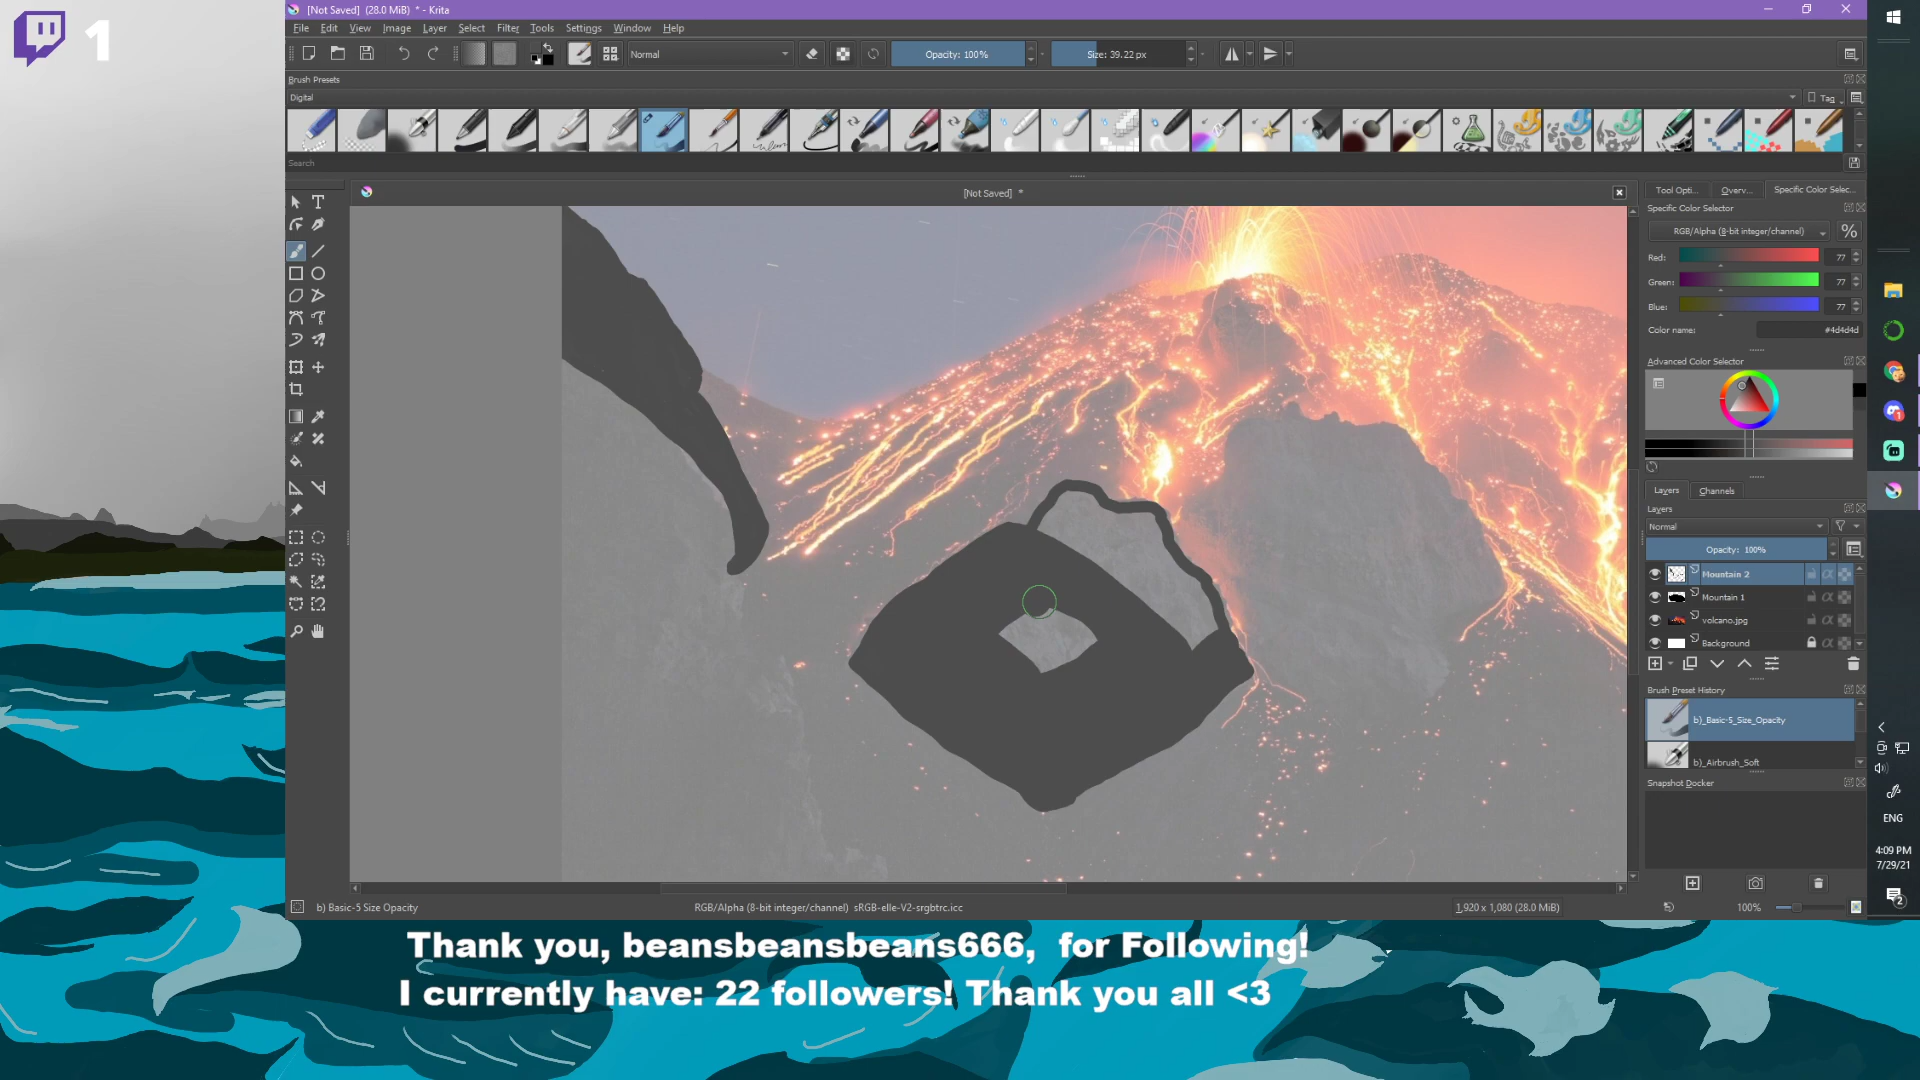 1
[Not Saved] (28.0 MiB) * - Krita
File Edit View Image Layer Select Filter Tools Settings Window Help
Normal
Opacity: 100%
Size: 39.22 px
Brush Presets
Digital
Tag
Search
[Not Saved] *
Tool Opti... Overv... Specific Color Selec...
Specific Color Selector
RGB/Alpha (8-bit integer/channel) %
Red: 77
Green: 77
Blue: 77
Color name: #4d4d4d
Advanced Color Selector
Layers Channels
Layers
Normal
Opacity: 100%
Mountain 2
Mountain 1
volcano.jpg
Background
Brush Preset History
b)_Basic-5_Size_Opacity
b)_Airbrush_Soft
Snapshot Docker
ENG
4:09 PM
7/29/21
2
b) Basic-5 Size Opacity
RGB/Alpha (8-bit integer/channel) sRGB-elle-V2-srgbtrc.icc
1,920 x 1,080 (28.0 MiB)
100%
Thank you, beansbeansbeans666, for Following!
I currently have: 22 followers! Thank you all <3